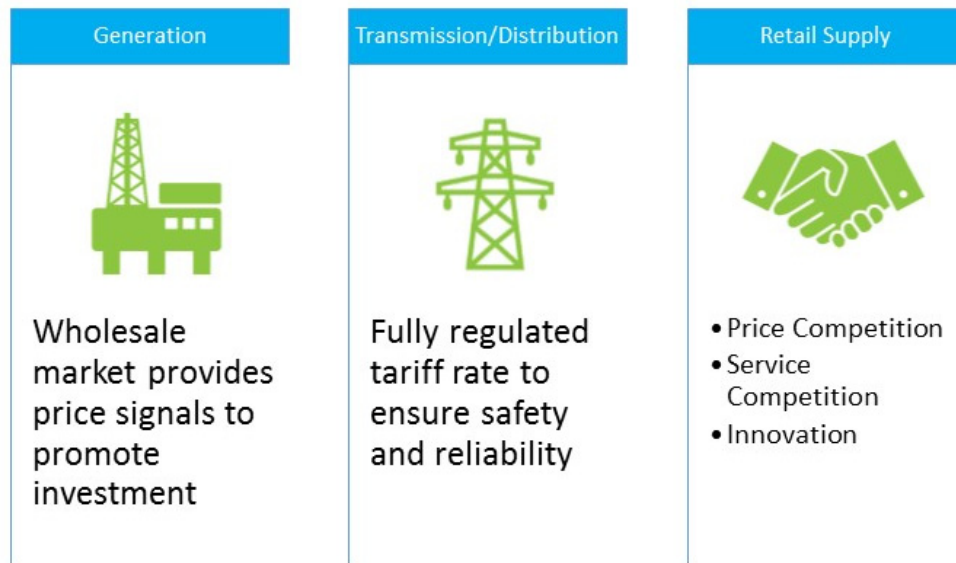 Generation
Wholesale
market provides
price signals to
promote
investment
Transmission/Distribution
Fully regulated
tariff rate to
ensure safety
and reliability
Retail Supply
• Price Competition
• Service
Competition
• Innovation